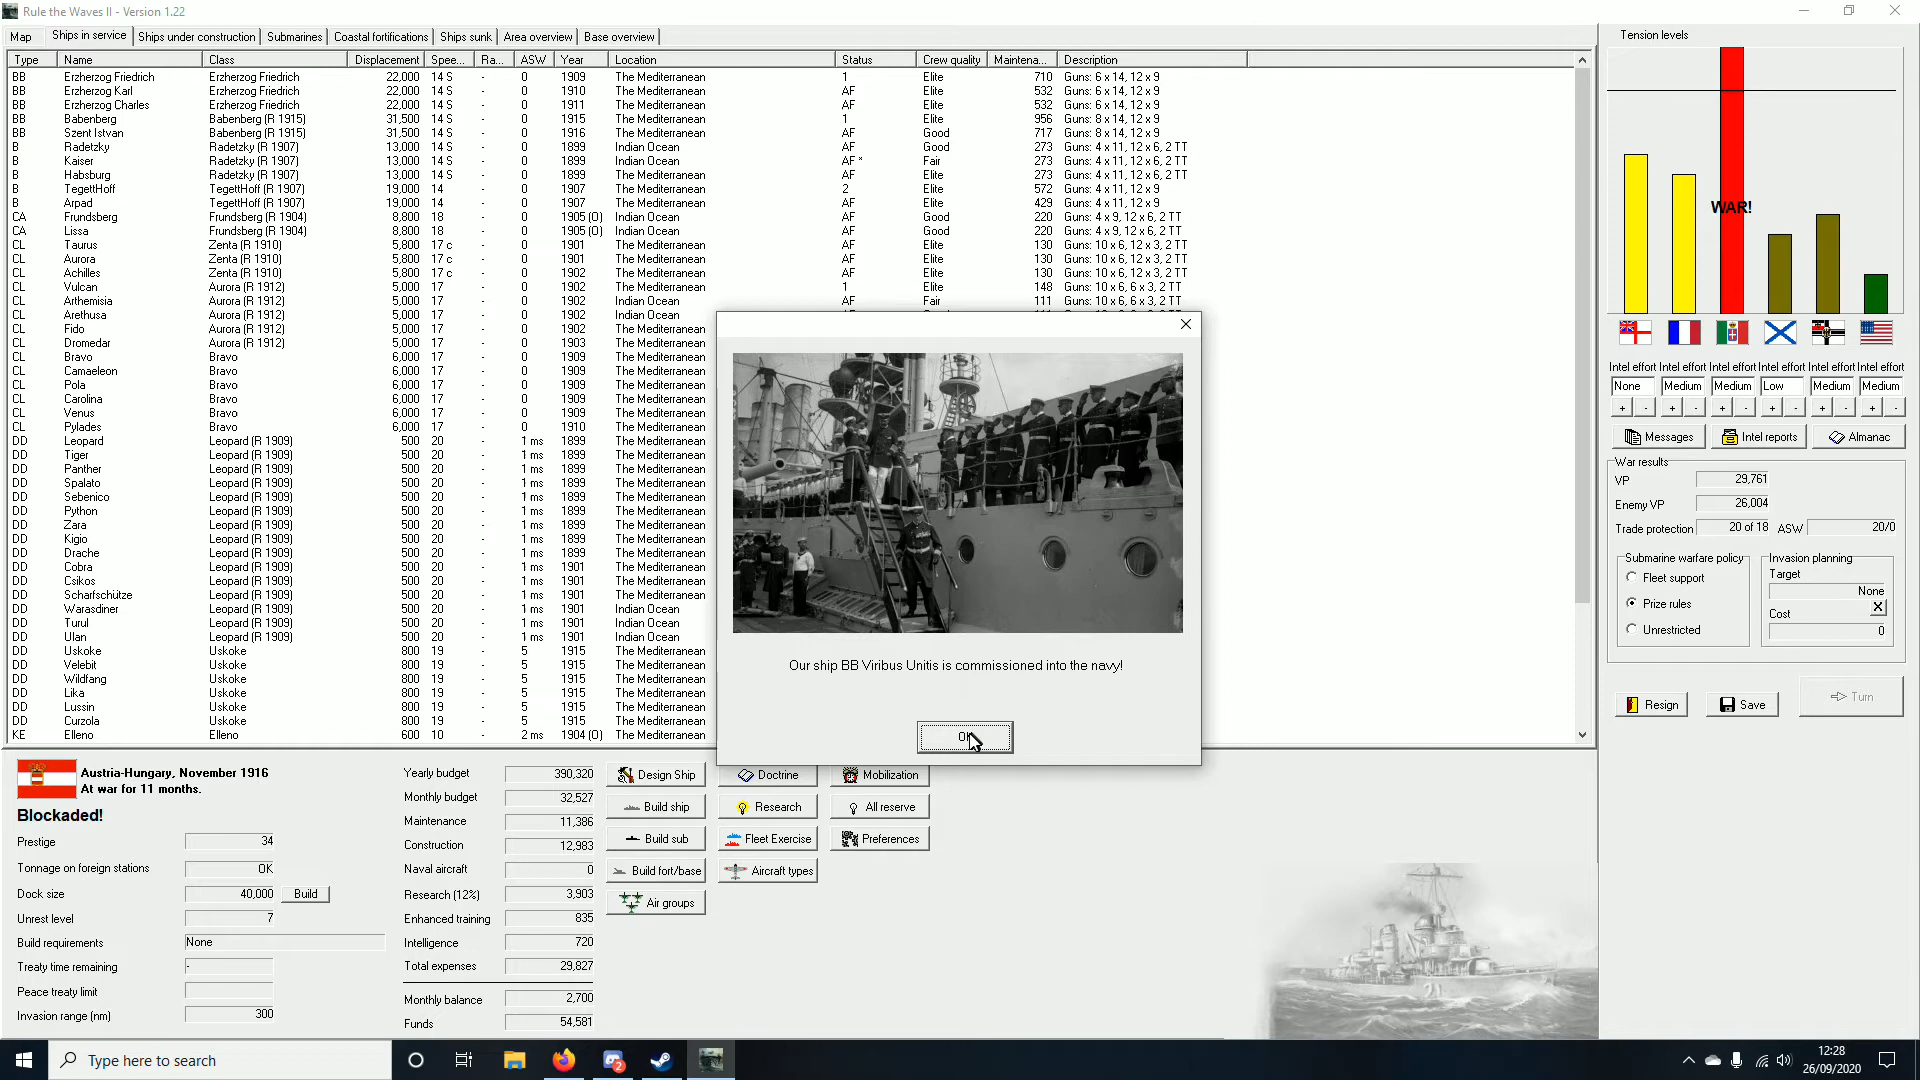 Rule the Waves II - Version 1.22
Map Ships in service Ships under construction Submarines Coastal fortifications Ships sunk Area overview Base overview
Type Name Class Displacement Spee... Ra... ASW Year Location Status Crew quality Maintena... Description
BB Erzherzog Friedrich Erzherzog Friedrich 22,000 14 S - 0 1909 The Mediterranean 1 Elite 710 Guns: 6 x 14, 12 x 9
BB Erzherzog Karl Erzherzog Friedrich 22,000 14 S - 0 1910 The Mediterranean AF Elite 532 Guns: 6 x 14, 12 x 9
BB Erzherzog Charles Erzherzog Friedrich 22,000 14 S - 0 1911 The Mediterranean AF Elite 532 Guns: 6 x 14, 12 x 9
BB Babenberg Babenberg (R 1915) 31,500 14 S - 0 1915 The Mediterranean 1 Elite 956 Guns: 8 x 14, 12 x 9
BB Szent Istvan Babenberg (R 1915) 31,500 14 S - 0 1916 The Mediterranean AF Good 717 Guns: 8 x 14, 12 x 9
B Radetzky Radetzky (R 1907) 13,000 14 S - 0 1899 Indian Ocean AF Good 273 Guns: 4 x 11, 12 x 6, 2 TT
B Kaiser Radetzky (R 1907) 13,000 14 S - 0 1899 Indian Ocean AF * Fair 273 Guns: 4 x 11, 12 x 6, 2 TT
B Habsburg Radetzky (R 1907) 13,000 14 S - 0 1899 The Mediterranean AF Good 273 Guns: 4 x 11, 12 x 6, 2 TT
B TegettHoff TegettHoff (R 1907) 19,000 14 - 0 1907 The Mediterranean 2 Elite 572 Guns: 4 x 11, 12 x 9
B Arpad TegettHoff (R 1907) 19,000 14 - 0 1907 The Mediterranean AF Elite 429 Guns: 4 x 11, 12 x 9
CA Frundsberg Frundsberg (R 1904) 8,800 18 - 0 1905 (O) Indian Ocean AF Good 220 Guns: 4 x 9, 12 x 6, 2 TT
CA Lissa Frundsberg (R 1904) 8,800 18 - 0 1905 (O) Indian Ocean AF Good 220 Guns: 4 x 9, 12 x 6, 2 TT
CL Taurus Zenta (R 1910) 5,800 17 c - 0 1901 The Mediterranean AF Elite 130 Guns: 10 x 6, 12 x 3, 2 TT
CL Aurora Zenta (R 1910) 5,800 17 c - 0 1901 The Mediterranean AF Elite 130 Guns: 10 x 6, 12 x 3, 2 TT
CL Achilles Zenta (R 1910) 5,800 17 c - 0 1902 The Mediterranean AF Elite 130 Guns: 10 x 6, 12 x 3, 2 TT
CL Vulcan Aurora (R 1912) 5,000 17 - 0 1902 The Mediterranean 1 Elite 148 Guns: 10 x 6, 6 x 3, 2 TT
CL Arthemisia Aurora (R 1912) 5,000 17 - 0 1902 Indian Ocean AF Fair 111 Guns: 10 x 6, 6 x 3, 2 TT
CL Arethusa Aurora (R 1912) 5,000 17 - 0 1902 Indian Ocean
CL Fido Aurora (R 1912) 5,000 17 - 0 1902 The Mediterranean
CL Dromedar Aurora (R 1912) 5,000 17 - 0 1903 The Mediterranean
CL Bravo Bravo 6,000 17 - 0 1909 The Mediterranean
CL Camaeleon Bravo 6,000 17 - 0 1909 The Mediterranean
CL Pola Bravo 6,000 17 - 0 1909 The Mediterranean
CL Carolina Bravo 6,000 17 - 0 1909 The Mediterranean
CL Venus Bravo 6,000 17 - 0 1909 The Mediterranean
CL Pylades Bravo 6,000 17 - 0 1910 The Mediterranean
DD Leopard Leopard (R 1909) 500 20 - 1 ms 1899 The Mediterranean
DD Tiger Leopard (R 1909) 500 20 - 1 ms 1899 The Mediterranean
DD Panther Leopard (R 1909) 500 20 - 1 ms 1899 The Mediterranean
DD Spalato Leopard (R 1909) 500 20 - 1 ms 1899 The Mediterranean
DD Sebenico Leopard (R 1909) 500 20 - 1 ms 1899 The Mediterranean
DD Python Leopard (R 1909) 500 20 - 1 ms 1899 The Mediterranean
DD Zara Leopard (R 1909) 500 20 - 1 ms 1899 The Mediterranean
DD Kigio Leopard (R 1909) 500 20 - 1 ms 1899 The Mediterranean
DD Drache Leopard (R 1909) 500 20 - 1 ms 1899 The Mediterranean
DD Cobra Leopard (R 1909) 500 20 - 1 ms 1901 The Mediterranean
DD Csikos Leopard (R 1909) 500 20 - 1 ms 1901 The Mediterranean
DD Scharfschütze Leopard (R 1909) 500 20 - 1 ms 1901 The Mediterranean
DD Warasdiner Leopard (R 1909) 500 20 - 1 ms 1901 Indian Ocean
DD Turul Leopard (R 1909) 500 20 - 1 ms 1901 Indian Ocean
DD Ulan Leopard (R 1909) 500 20 - 1 ms 1901 Indian Ocean
DD Uskoke Uskoke 800 19 - 5 1915 The Mediterranean
DD Velebit Uskoke 800 19 - 5 1915 The Mediterranean
DD Wildfang Uskoke 800 19 - 5 1915 The Mediterranean
DD Lika Uskoke 800 19 - 5 1915 The Mediterranean
DD Lussin Uskoke 800 19 - 5 1915 The Mediterranean
DD Curzola Uskoke 800 19 - 5 1915 The Mediterranean
KE Elleno Elleno 600 10 - 2 ms 1904 (O) The Mediterranean
Our ship BB Viribus Unitis is commissioned into the navy!
Tension levels
WAR!
Intel effort Intel effort Intel effort Intel effort Intel effort Intel effort
None Medium Medium Low Medium Medium
+ - + - + - + - + - + -
Messages Intel reports Almanac
War results
VP 29,761
Enemy VP 26,004
Trade protection 20 of 18 ASW 20/0
Submarine warfare policy Invasion planning
Fleet support Target
None
Prize rules Cost X
Unrestricted 0
Resign Save Turn
Austria-Hungary, November 1916
At war for 11 months.
Blockaded!
Prestige 34
Tonnage on foreign stations OK
Dock size 40,000 Build
Unrest level 7
Build requirements None
Treaty time remaining -
Peace treaty limit
Invasion range (nm) 300
Yearly budget 390,320
Monthly budget 32,527
Maintenance 11,386
Construction 12,983
Naval aircraft 0
Research (12%) 3,903
Enhanced training 835
Intelligence 720
Total expenses 29,827
Monthly balance 2,700
Funds 54,581
Design Ship Doctrine Mobilization
Build ship Research All reserve
Build sub Fleet Exercise Preferences
Build fort/base Aircraft types
Air groups
Type here to search
2
12:28
26/09/2020